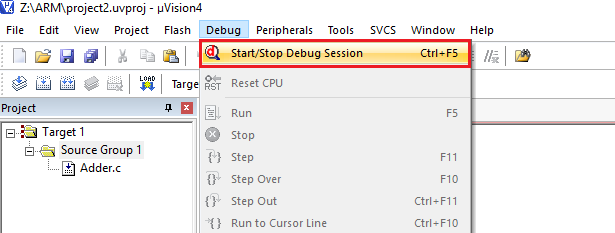 Z:\ARM\project2.uvproj - µVision4
File Edit View Project Flash Debug Peripherals Tools SVCS Window Help
Start/Stop Debug Session Ctrl+F5
LOAD
Targe
RST Reset CPU
Project
Run F5
Target 1
Stop
Source Group 1
Step F11
Adder.c
Step Over F10
Step Out Ctrl+F11
Run to Cursor Line Ctrl+F10